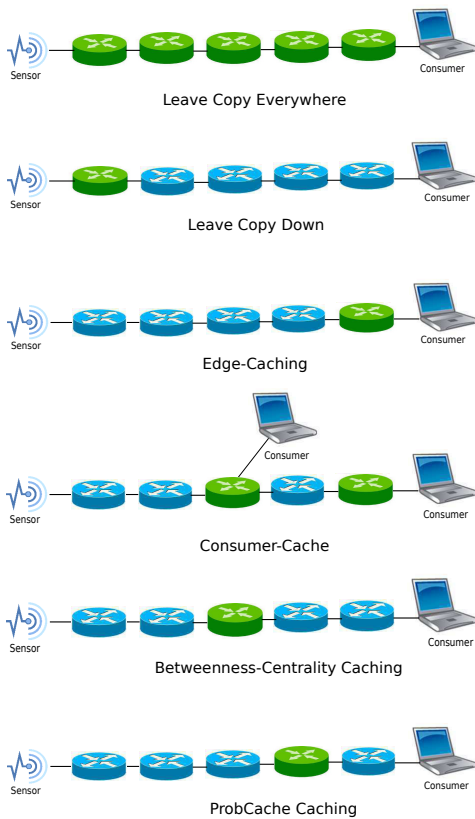 Sensor
Consumer
Leave Copy Everywhere
Sensor
Consumer
Leave Copy Down
Sensor
Consumer
Edge-Caching
Consumer
Sensor
Consumer
Consumer-Cache
Sensor
Consumer
Betweenness-Centrality Caching
Sensor
Consumer
ProbCache Caching